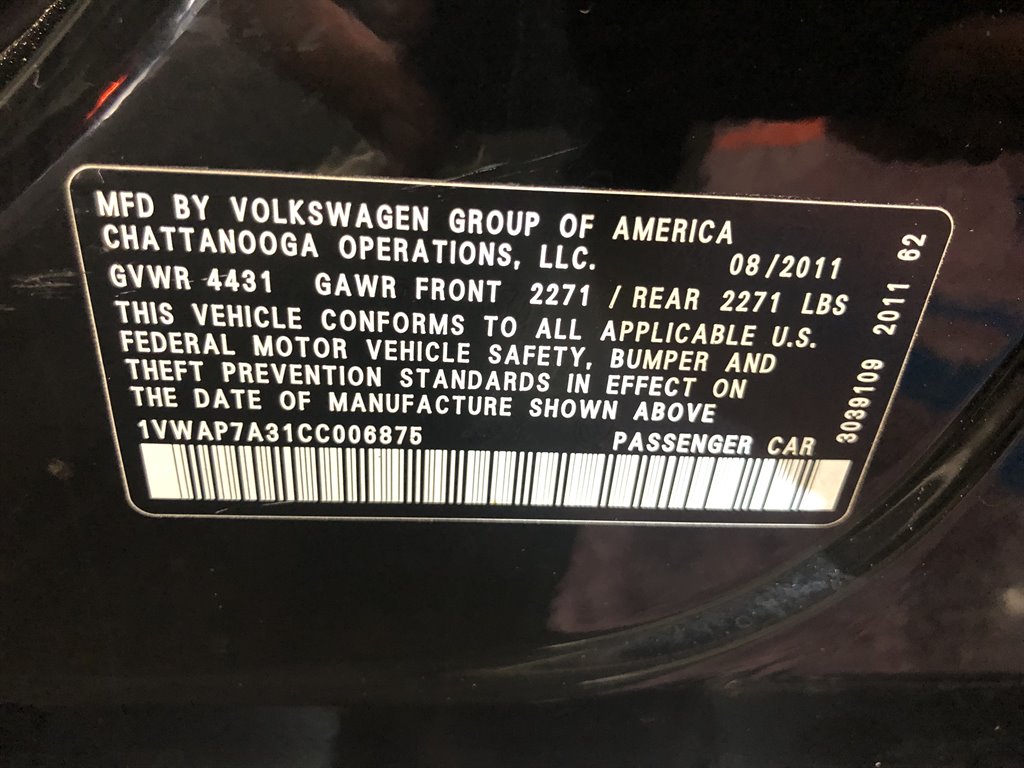 MFD BY VOLKSWAGEN GROUP OF AMERICA
CHATTANOOGA OPERATIONS, LLC. 08/2011
GVWR 4431 GAWR FRONT 2271 / REAR 2271 LBS
THIS VEHICLE CONFORMS TO ALL APPLICABLE U.S.
FEDERAL MOTOR VEHICLE SAFETY, BUMPER AND
THEFT PREVENTION STANDARDS IN EFFECT ON
THE DATE OF MANUFACTURE SHOWN ABOVE
1VWAP7A31CC006875 PASSENGER CAR
3039109 2011 62